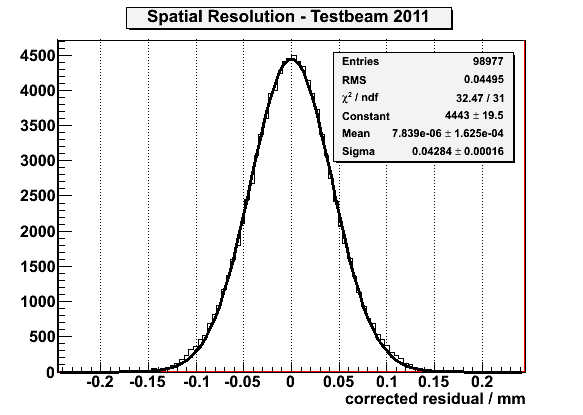 Spatial Resolution - Testbeam 2011
Entries 98977
RMS 0.04495
χ² / ndf 32.47 / 31
Constant 4443 ± 19.5
Mean 7.839e-06 ± 1.625e-04
Sigma 0.04284 ± 0.00016
4500
4000
3500
3000
2500
2000
1500
1000
500
0
-0.2 -0.15 -0.1 -0.05 0 0.05 0.1 0.15 0.2
corrected residual / mm